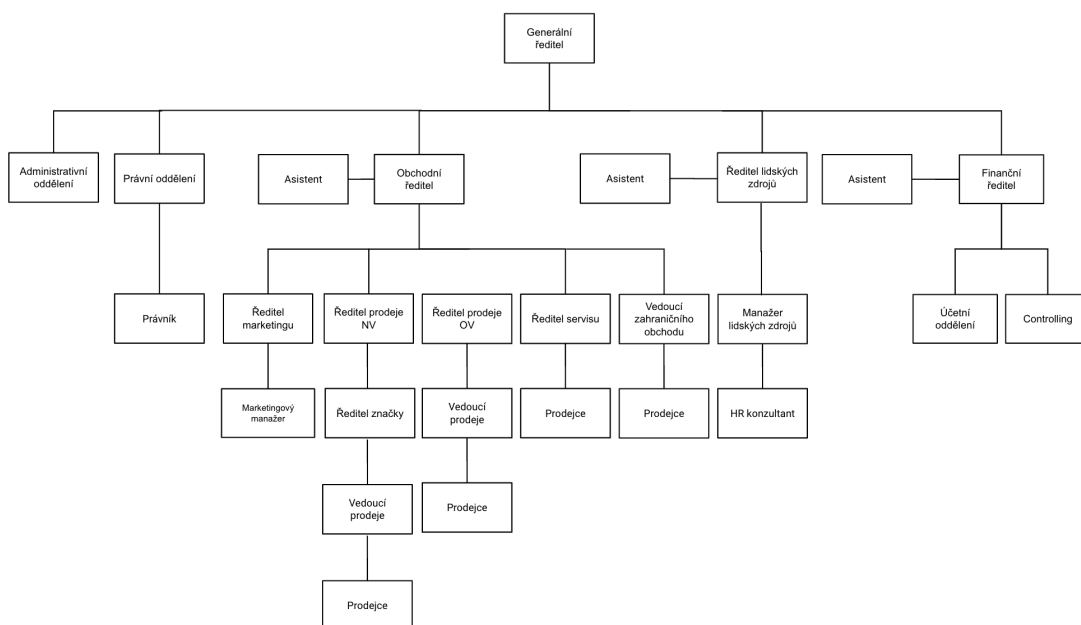 Generální
ředitel
Administrativní
oddělení
Právní oddělení
Asistent
Obchodní
ředitel
Asistent
Ředitel lidských
zdrojů
Asistent
Finanční
ředitel
Právník
Ředitel
marketingu
Ředitel prodeje
NV
Ředitel prodeje
OV
Ředitel servisu
Vedoucí
zahraničního
obchodu
Manažer
lidských zdrojů
Účetní
oddělení
Controlling
Marketingový
manažer
Ředitel značky
Vedoucí
prodeje
Prodejce
Prodejce
HR konzultant
Vedoucí
prodeje
Prodejce
Prodejce